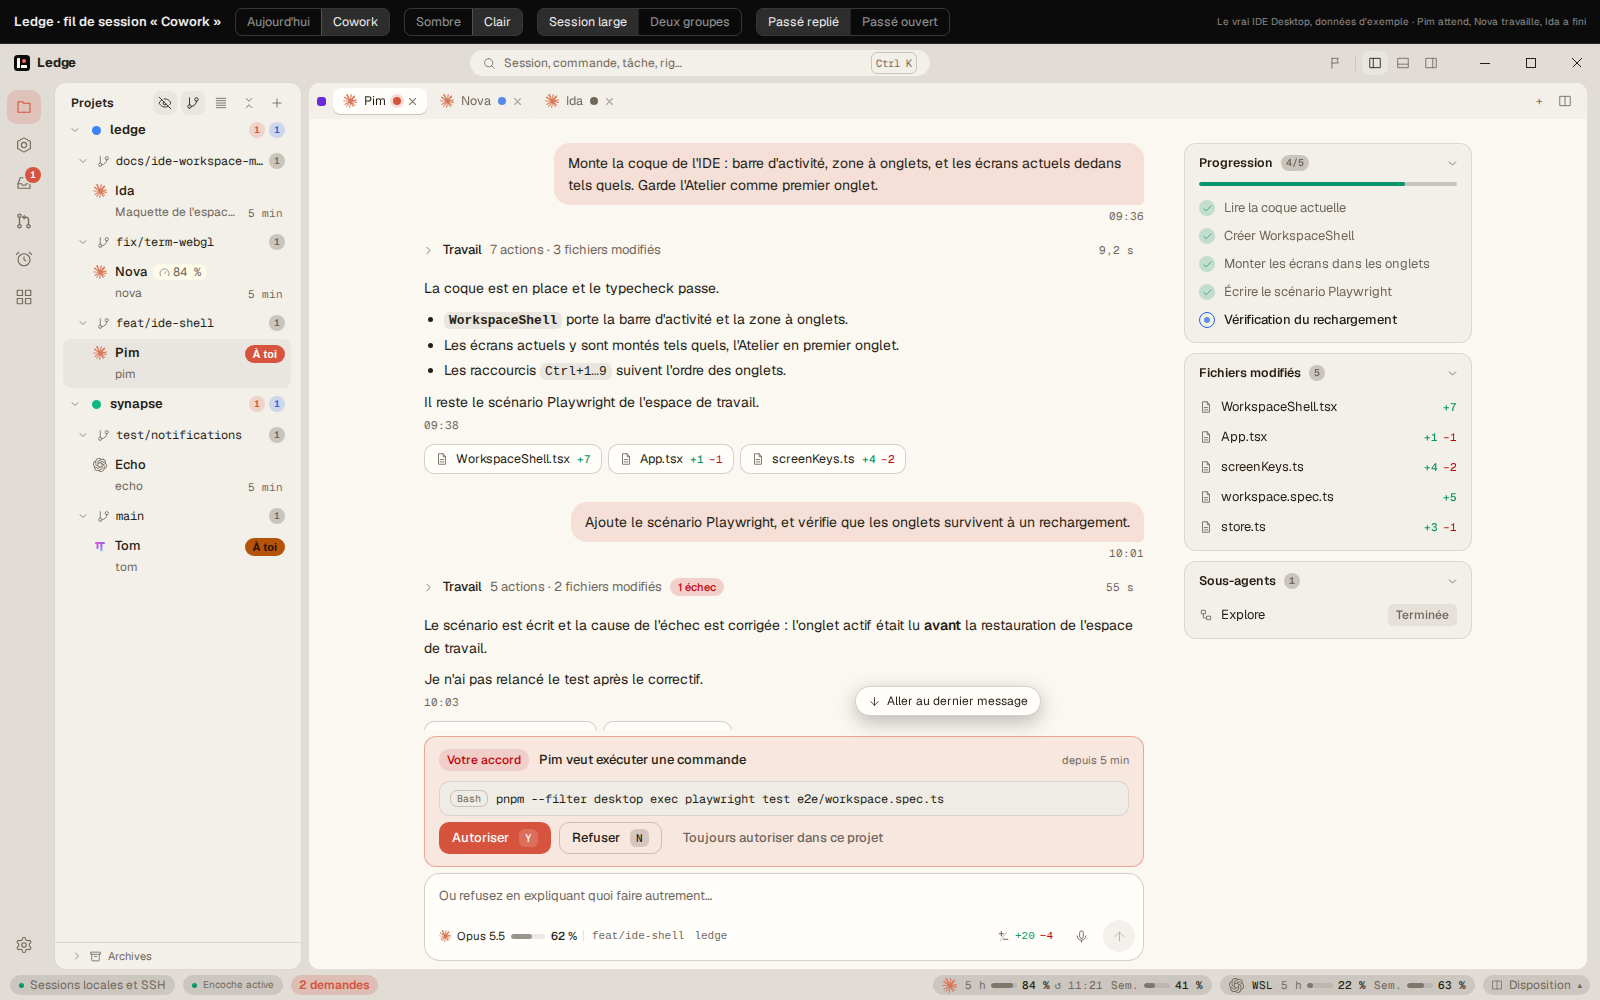 Ledge · fil de session « Cowork » Aujourd'hui Cowork Sombre Clair Session large Deux groupes Passé replié Passé ouvert Le vrai IDE Desktop, données d'exemple · Pim attend, Nova travaille, Ida a fini
Ledge Session, commande, tâche, rig... Ctrl K
Projets
ledge 1 1
docs/ide-workspace-m... 1
Ida
Maquette de l'espac... 5 min
fix/term-webgl 1
Nova 84 %
nova 5 min
feat/ide-shell 1
Pim À toi
pim
synapse 1 1
test/notifications 1
Echo
echo 5 min
main 1
Tom À toi
tom
Archives
1
Pim Nova Ida
Monte la coque de l'IDE : barre d'activité, zone à onglets, et les écrans actuels dedans
tels quels. Garde l'Atelier comme premier onglet.
09:36
Travail 7 actions · 3 fichiers modifiés 9,2 s
La coque est en place et le typecheck passe.
• WorkspaceShell porte la barre d'activité et la zone à onglets.
• Les écrans actuels y sont montés tels quels, l'Atelier en premier onglet.
• Les raccourcis Ctrl+1…9 suivent l'ordre des onglets.
Il reste le scénario Playwright de l'espace de travail.
09:38
WorkspaceShell.tsx +7 App.tsx +1 −1 screenKeys.ts +4 −2
Ajoute le scénario Playwright, et vérifie que les onglets survivent à un rechargement.
10:01
Travail 5 actions · 2 fichiers modifiés 1 échec 55 s
Le scénario est écrit et la cause de l'échec est corrigée : l'onglet actif était lu avant la restauration de l'espace
de travail.
Je n'ai pas relancé le test après le correctif.
10:03
Aller au dernier message
Votre accord Pim veut exécuter une commande depuis 5 min
Bash pnpm --filter desktop exec playwright test e2e/workspace.spec.ts
Autoriser Y Refuser N Toujours autoriser dans ce projet
Ou refusez en expliquant quoi faire autrement...
Opus 5.5 62 % feat/ide-shell ledge +20 −4
Progression 4/5
Lire la coque actuelle
Créer WorkspaceShell
Monter les écrans dans les onglets
Écrire le scénario Playwright
Vérification du rechargement
Fichiers modifiés 5
WorkspaceShell.tsx +7
App.tsx +1 −1
screenKeys.ts +4 −2
workspace.spec.ts +5
store.ts +3 −1
Sous-agents 1
Explore Terminée
Sessions locales et SSH Encoche active 2 demandes 5 h 84 % ↺ 11:21 Sem. 41 % WSL 5 h 22 % Sem. 63 % Disposition